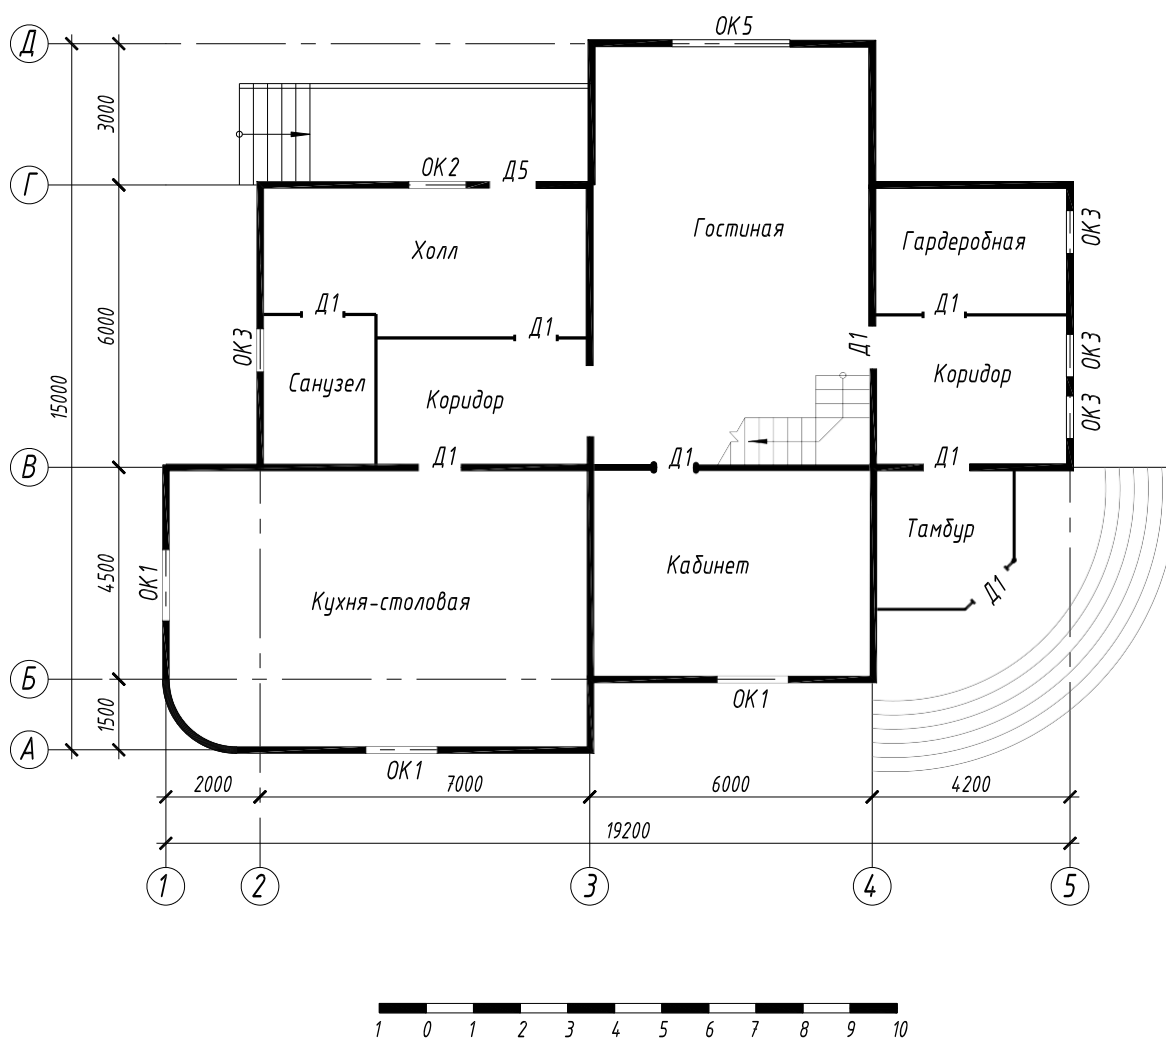 ОК5
Д
3000
ОК2
Д5
Г
Гостиная
ОК3
Холл
Гардеробная
Д1
Д1
Д1
6000
ОК3
Д1
ОК3
15000
Санузел
Коридор
Коридор
ОК3
Д1
Д1
Д1
В
Тамбур
4500
ОК1
Кабинет
Д1
Кухня-столовая
Б
ОК1
1500
А
ОК1
2000
7000
6000
4200
19200
1
2
3
4
5
1 0 1 2 3 4 5 6 7 8 9 10